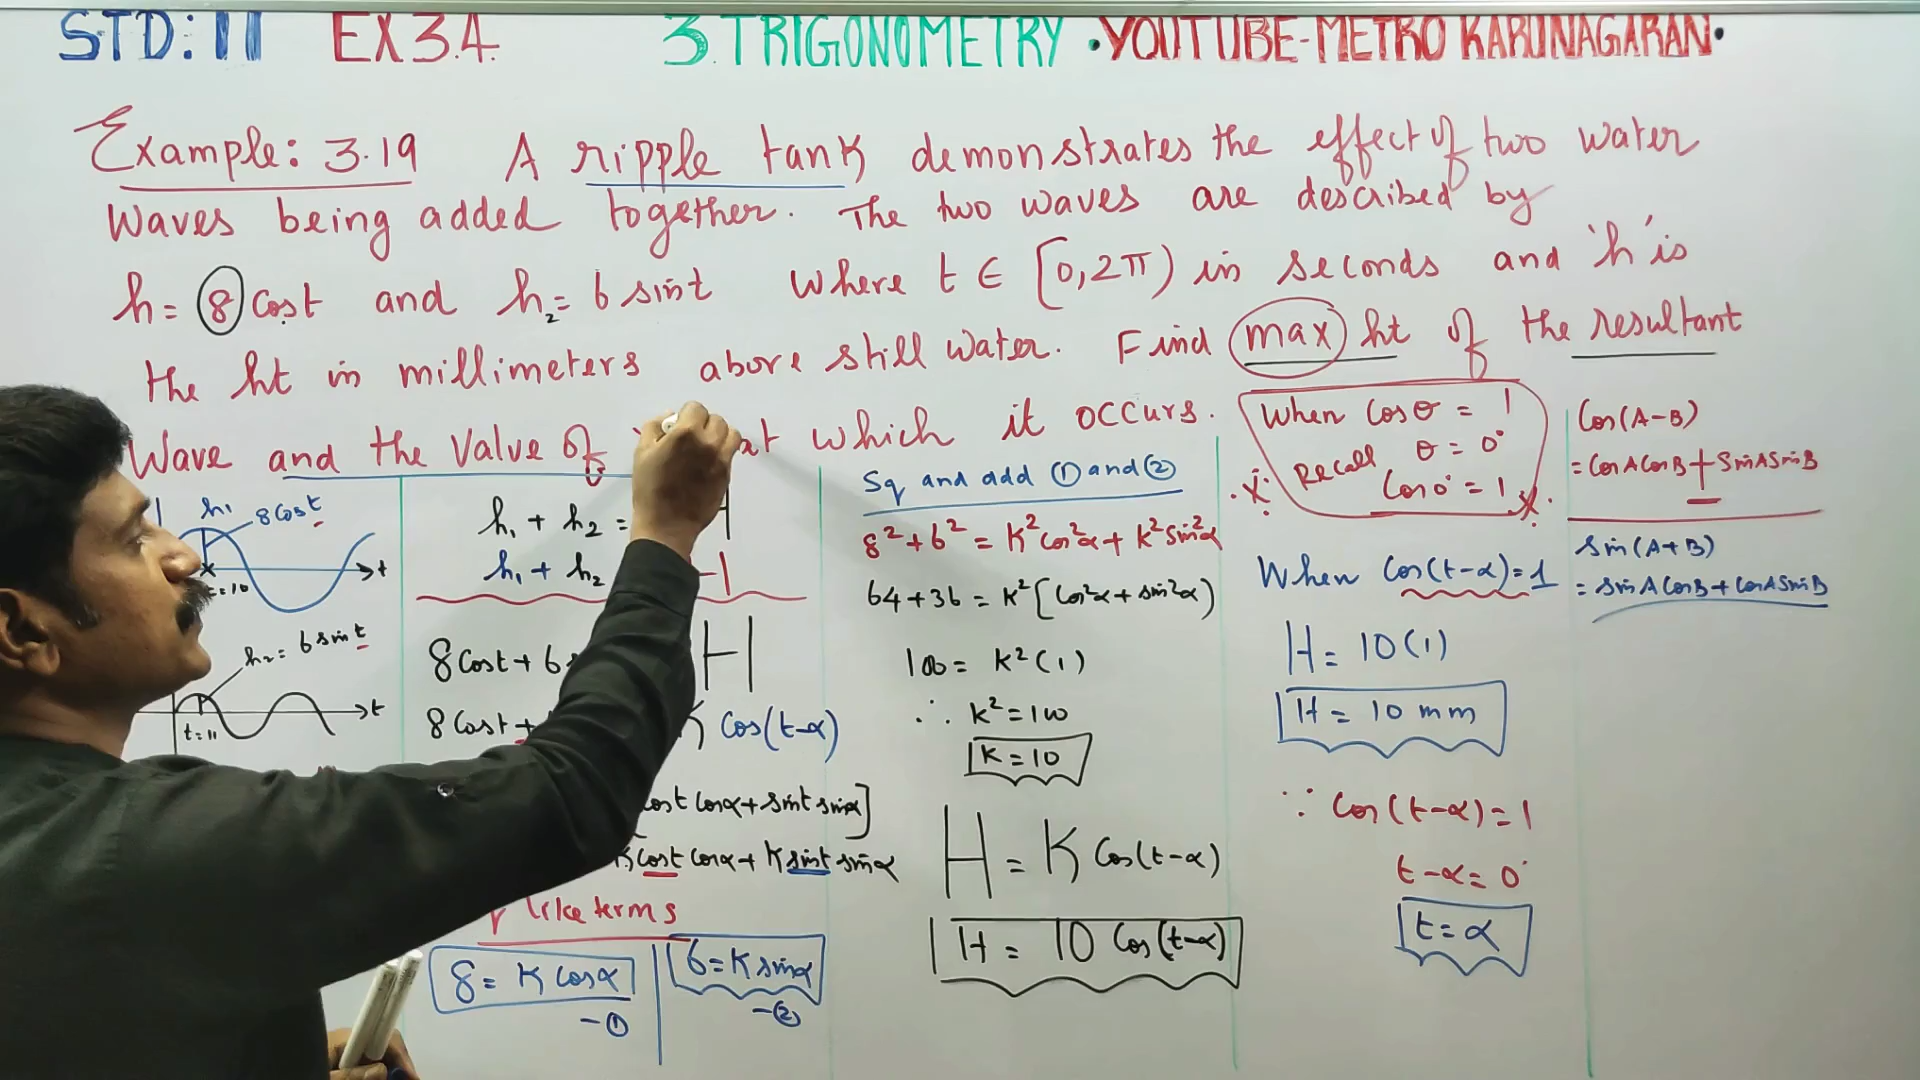 STD: 11 EX 3.4. 3. TRIGONOMETRY • YOUTUBE-METRO KARUNAGARAN •
Example: 3.19 A ripple tank demonstrates the effect of two water
waves being added together. The two waves are described by
h = 8 cost and h₂ = 6 sint where t ∈ [0, 2π) in seconds and 'h' is
the ht in millimeters above still water. Find max ht of the resultant
Wave and the value of at which it occurs.
h₁
8 cost
t
h₂ = 6 sint
t
t = 11
h₁ + h₂ =
h₁ + h₂
8 cost + 6 H
8 cost + K cos(t-α)
cost cosα + sint sinα]
K cost cosα + K sint sinα
like terms
8 = K cosα
-①
6 = K sinα
-②
Sq and add ① and ②
8² + 6² = K² cos²α + K² sin²α
64 + 36 = K² [cos²α + sin²α)
100 = K² (1)
∴ K² = 100
K = 10
H = K cos(t-α)
H = 10 cos(t-α)
When cosθ = 1
Recall θ = 0°
cos0° = 1
When cos(t-α) = 1
H = 10(1)
H = 10 mm
∵ cos(t-α) = 1
t-α = 0°
t = α
cos(A-B)
= cosA cosB + sinA sinB
sin(A+B)
= sinA cosB + cosA sinB